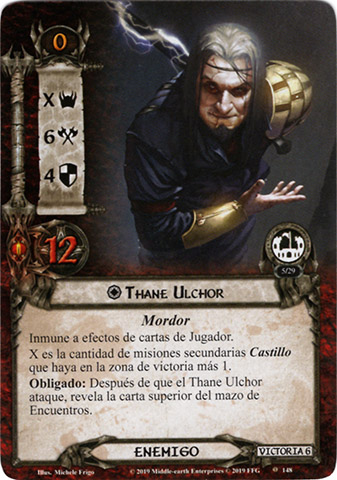 0
X
6
4
12
5/29
Thane Ulchor
Mordor
Inmune a efectos de cartas de Jugador.
X es la cantidad de misiones secundarias Castillo
que haya en la zona de victoria más 1.
Obligado: Después de que el Thane Ulchor
ataque, revela la carta superior del mazo de
Encuentros.
ENEMIGO
VICTORIA 6
Illus. Michele Frigo
© 2019 Middle-earth Enterprises © 2019 FFG
148